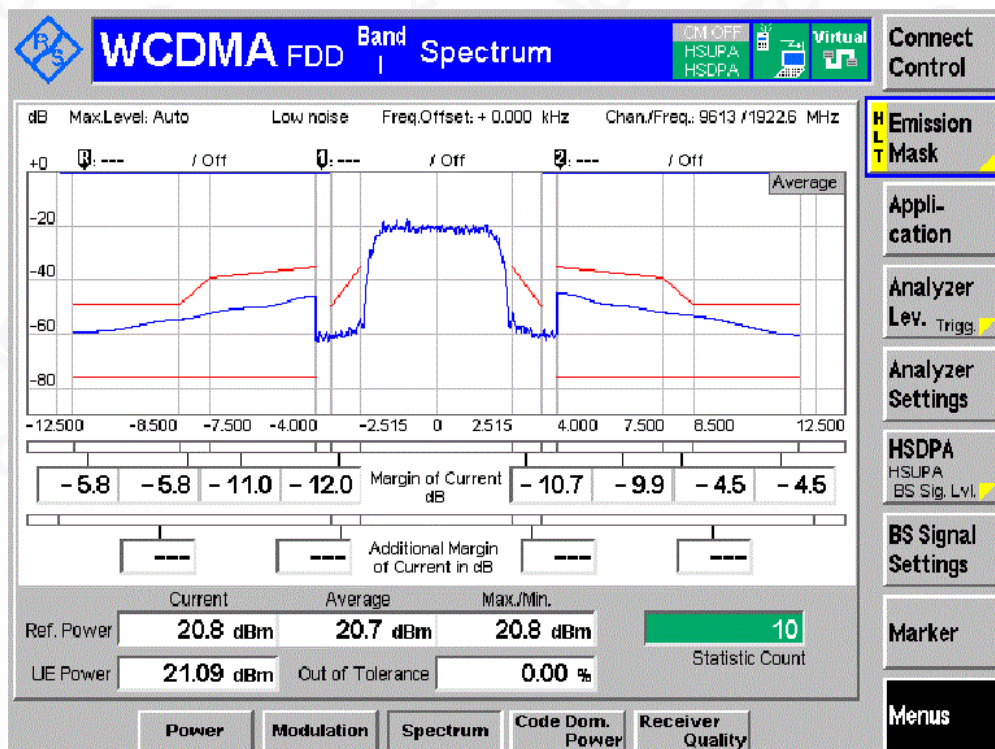 R/S
WCDMA FDD Band I Spectrum
CM OFF
HSUPA
HSDPA
Virtual
Connect Control
dB Max.Level: Auto Low noise Freq.Offset: + 0.000 kHz Chan./Freq.: 9613 /1922.6 MHz
HLT
Emission Mask
+0 R: --- / Off 1: --- / Off 2: --- / Off
Average
-20
-40
-60
-80
Appli-
cation
Analyzer
Lev. Trigg.
Analyzer
Settings
-12.500 -8.500 -7.500 -4.000 -2.515 0 2.515 4.000 7.500 8.500 12.500
HSDPA
HSUPA
BS Sig. Lvl.
-5.8 -5.8 -11.0 -12.0 Margin of Current dB -10.7 -9.9 -4.5 -4.5
--- --- Additional Margin of Current in dB --- ---
BS Signal
Settings
Current Average Max./Min.
Ref. Power 20.8 dBm 20.7 dBm 20.8 dBm 10
Statistic Count
UE Power 21.09 dBm Out of Tolerance 0.00 %
Marker
Menus
Power Modulation Spectrum Code Dom. Power Receiver Quality